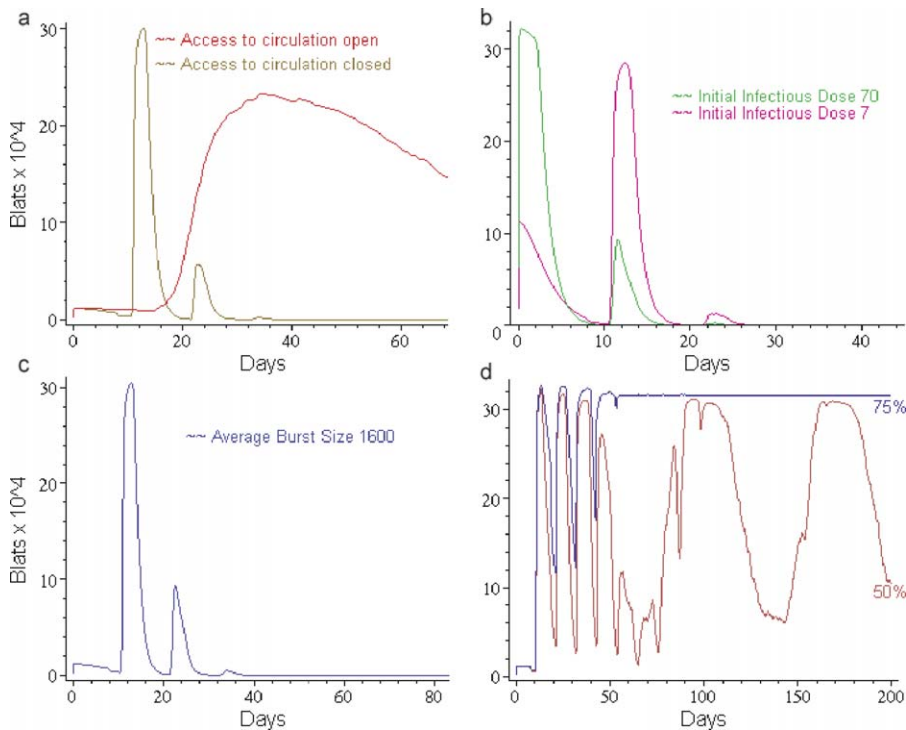 a
~~ Access to circulation open
~~ Access to circulation closed
Blats x 10^4
30
20
10
0
0
20
40
60
Days
b
~~ Initial Infectious Dose 70
~~ Initial Infectious Dose 7
30
20
10
0
0
10
20
30
40
Days
c
~~ Average Burst Size 1600
Blats x 10^4
30
20
10
0
0
20
40
60
80
Days
d
75%
50%
30
20
10
0
0
50
100
150
200
Days